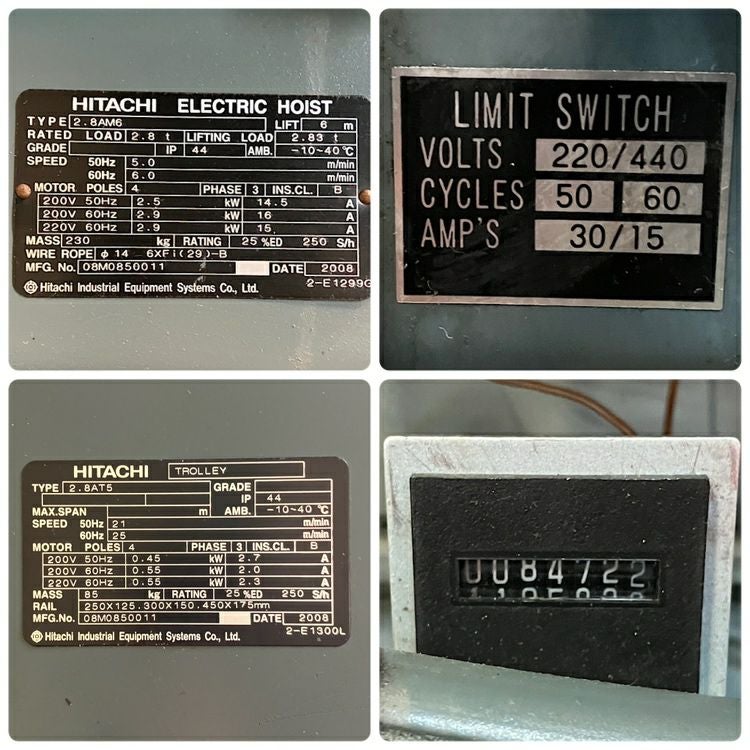 HITACHI ELECTRIC HOIST
TYPE 2.8AM6 LIFT 6 m
RATED LOAD 2.8 t LIFTING LOAD 2.83 t
GRADE IP 44 AMB. -10~40℃
SPEED 50Hz 5.0 m/min
60Hz 6.0 m/min
MOTOR POLES 4 PHASE 3 INS.CL. B
200V 50Hz 2.5 kW 14.5 A
200V 60Hz 2.9 kW 16 A
220V 60Hz 2.9 kW 15 A
MASS 230 kg RATING 25 %ED 250 S/h
WIRE ROPE φ 14 6XFi(29)-B
MFG. No. 08M0850011 DATE 2008
Hitachi Industrial Equipment Systems Co., Ltd. 2-E1299G
LIMIT SWITCH
VOLTS. 220/440
CYCLES 50 60
AMP'S 30/15
HITACHI TROLLEY
TYPE 2.8AT5 GRADE
IP 44
MAX.SPAN m AMB. -10~40℃
SPEED 50Hz 21 m/min
60Hz 25 m/min
MOTOR POLES 4 PHASE 3 INS.CL. B
200V 50Hz 0.45 kW 2.7 A
200V 60Hz 0.55 kW 2.0 A
220V 60Hz 0.55 kW 2.3 A
MASS 85 kg RATING 25 %ED 250 S/h
RAIL 250X125.300X150.450X175mm
MFG.No. 08M0850011 DATE 2008
Hitachi Industrial Equipment Systems Co., Ltd. 2-E1300L
0084722